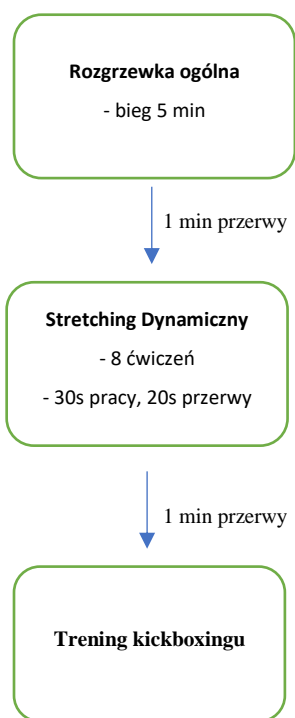 Rozgrzewka ogólna
- bieg 5 min
1 min przerwy
Stretching Dynamiczny
- 8 ćwiczeń
- 30s pracy, 20s przerwy
1 min przerwy
Trening kickboxingu